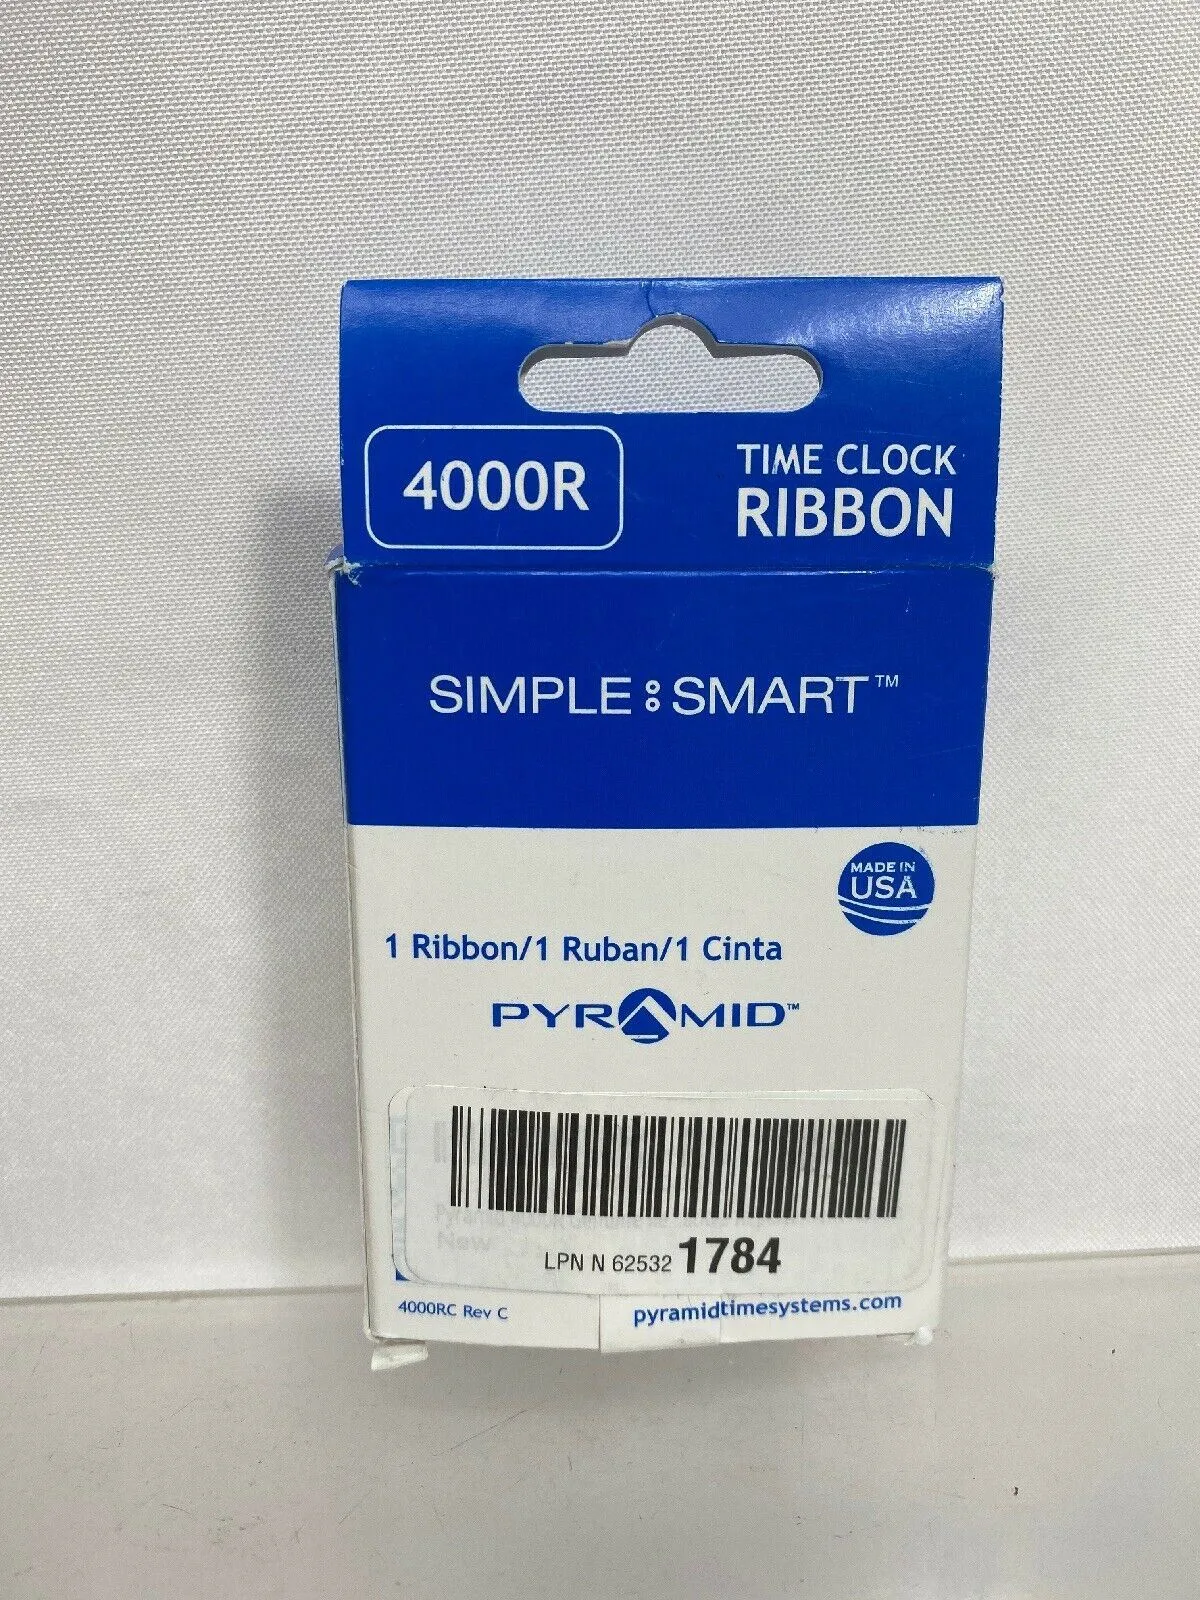 4000R
TIME CLOCK
RIBBON
SIMPLE SMART™
MADE IN
USA
1 Ribbon/1 Ruban/1 Cinta
PYRAMID™
New
LPN N 62532 1784
4000RC Rev C
pyramidtimesystems.com